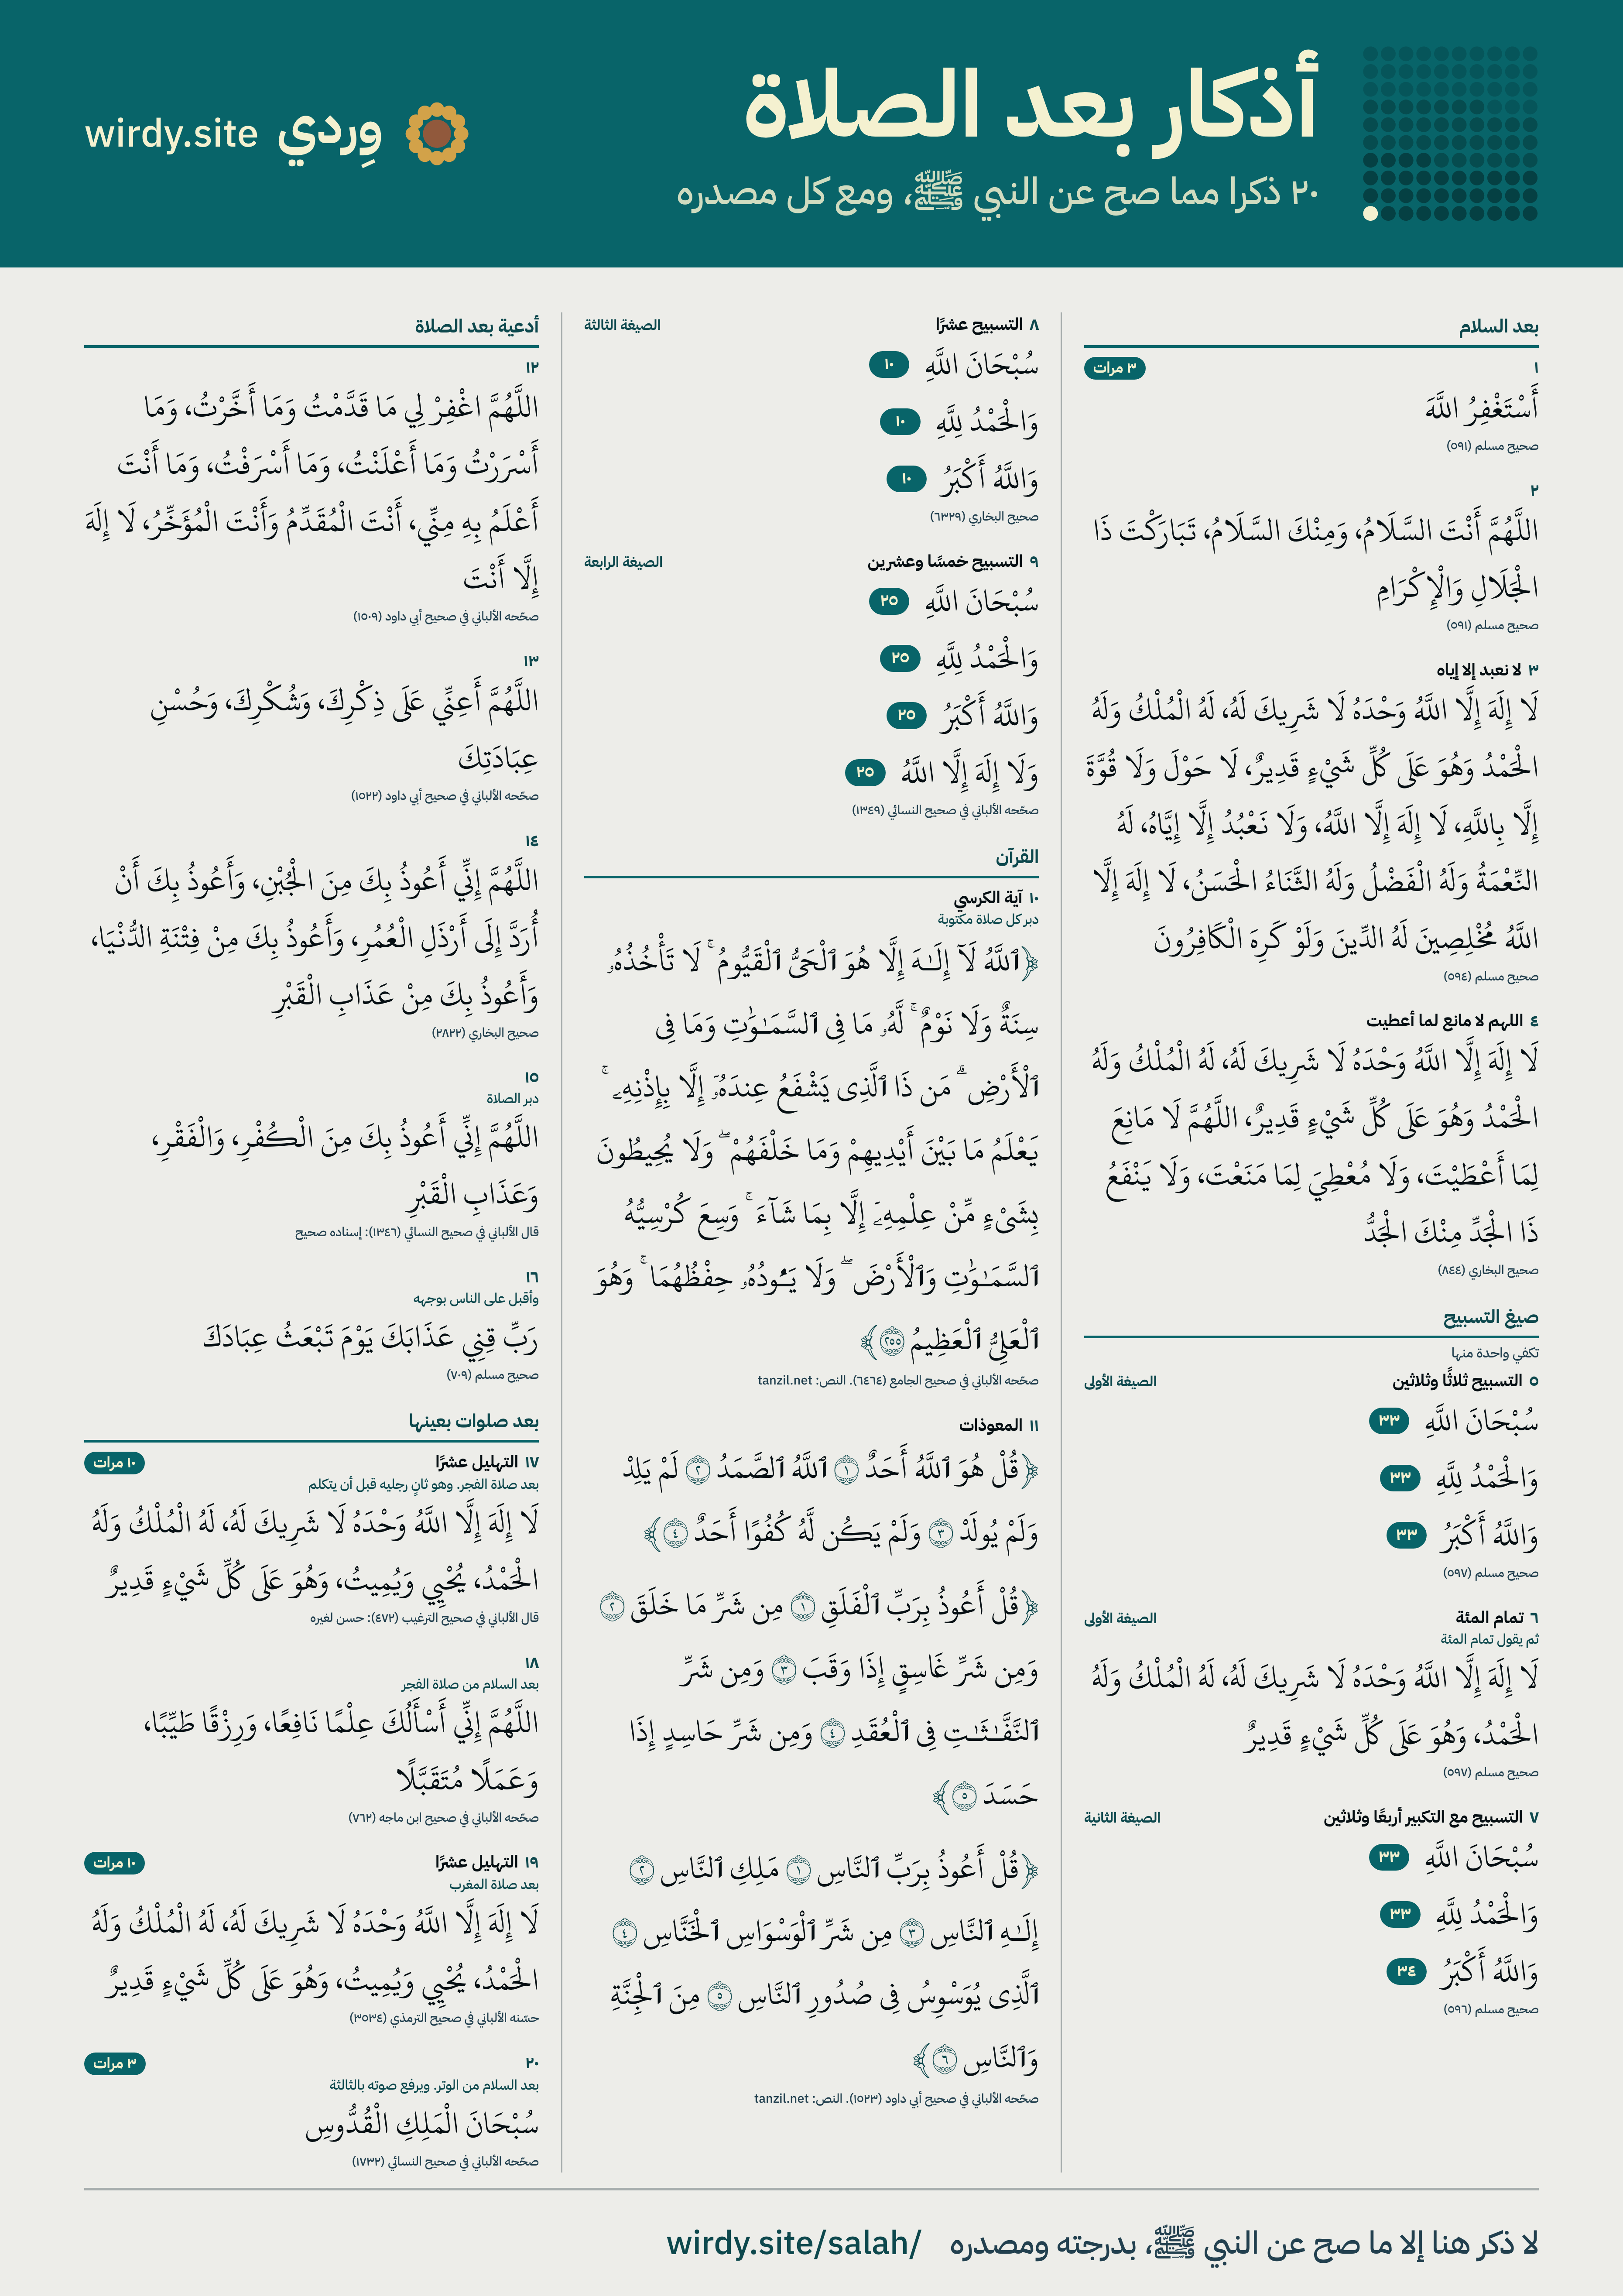 أذكار بعد الصلاة
٢٠ ذكرا مما صح عن النبي ﷺ، ومع كل مصدره
وِردي wirdy.site
بعد السلام
١ ٣ مرات
أَسْتَغْفِرُ اللَّهَ
صحيح مسلم (٥٩١)
٢
اللَّهُمَّ أَنْتَ السَّلَامُ، وَمِنْكَ السَّلَامُ، تَبَارَكْتَ ذَا
الْجَلَالِ وَالْإِكْرَامِ
صحيح مسلم (٥٩١)
٣ لا نعبد إلا إياه
لَا إِلَهَ إِلَّا اللَّهُ وَحْدَهُ لَا شَرِيكَ لَهُ، لَهُ الْمُلْكُ وَلَهُ
الْحَمْدُ وَهُوَ عَلَى كُلِّ شَيْءٍ قَدِيرٌ، لَا حَوْلَ وَلَا قُوَّةَ
إِلَّا بِاللَّهِ، لَا إِلَهَ إِلَّا اللَّهُ، وَلَا نَعْبُدُ إِلَّا إِيَّاهُ، لَهُ
النِّعْمَةُ وَلَهُ الْفَضْلُ وَلَهُ الثَّنَاءُ الْحَسَنُ، لَا إِلَهَ إِلَّا
اللَّهُ مُخْلِصِينَ لَهُ الدِّينَ وَلَوْ كَرِهَ الْكَافِرُونَ
صحيح مسلم (٥٩٤)
٤ اللهم لا مانع لما أعطيت
لَا إِلَهَ إِلَّا اللَّهُ وَحْدَهُ لَا شَرِيكَ لَهُ، لَهُ الْمُلْكُ وَلَهُ
الْحَمْدُ وَهُوَ عَلَى كُلِّ شَيْءٍ قَدِيرٌ، اللَّهُمَّ لَا مَانِعَ
لِمَا أَعْطَيْتَ، وَلَا مُعْطِيَ لِمَا مَنَعْتَ، وَلَا يَنْفَعُ
ذَا الْجَدِّ مِنْكَ الْجَدُّ
صحيح البخاري (٨٤٤)
صيغ التسبيح
تكفي واحدة منها
٥ التسبيح ثلاثًا وثلاثين الصيغة الأولى
سُبْحَانَ اللَّهِ ٣٣
وَالْحَمْدُ لِلَّهِ ٣٣
وَاللَّهُ أَكْبَرُ ٣٣
صحيح مسلم (٥٩٧)
٦ تمام المئة الصيغة الأولى
ثم يقول تمام المئة
لَا إِلَهَ إِلَّا اللَّهُ وَحْدَهُ لَا شَرِيكَ لَهُ، لَهُ الْمُلْكُ وَلَهُ
الْحَمْدُ، وَهُوَ عَلَى كُلِّ شَيْءٍ قَدِيرٌ
صحيح مسلم (٥٩٧)
٧ التسبيح مع التكبير أربعًا وثلاثين الصيغة الثانية
سُبْحَانَ اللَّهِ ٣٣
وَالْحَمْدُ لِلَّهِ ٣٣
وَاللَّهُ أَكْبَرُ ٣٤
صحيح مسلم (٥٩٦)
٨ التسبيح عشرًا الصيغة الثالثة
سُبْحَانَ اللَّهِ ١٠
وَالْحَمْدُ لِلَّهِ ١٠
وَاللَّهُ أَكْبَرُ ١٠
صحيح البخاري (٦٣٢٩)
٩ التسبيح خمسًا وعشرين الصيغة الرابعة
سُبْحَانَ اللَّهِ ٢٥
وَالْحَمْدُ لِلَّهِ ٢٥
وَاللَّهُ أَكْبَرُ ٢٥
وَلَا إِلَهَ إِلَّا اللَّهُ ٢٥
صحّحه الألباني في صحيح النسائي (١٣٤٩)
القرآن
١٠ آية الكرسي
دبر كل صلاة مكتوبة
﴿ٱللَّهُ لَآ إِلَـٰهَ إِلَّا هُوَ ٱلْحَىُّ ٱلْقَيُّومُ ۚ لَا تَأْخُذُهُۥ
سِنَةٌ وَلَا نَوْمٌ ۚ لَّهُۥ مَا فِى ٱلسَّمَـٰوَٰتِ وَمَا فِى
ٱلْأَرْضِ ۗ مَن ذَا ٱلَّذِى يَشْفَعُ عِندَهُۥٓ إِلَّا بِإِذْنِهِۦ ۚ
يَعْلَمُ مَا بَيْنَ أَيْدِيهِمْ وَمَا خَلْفَهُمْ ۖ وَلَا يُحِيطُونَ
بِشَىْءٍ مِّنْ عِلْمِهِۦٓ إِلَّا بِمَا شَآءَ ۚ وَسِعَ كُرْسِيُّهُ
ٱلسَّمَـٰوَٰتِ وَٱلْأَرْضَ ۖ وَلَا يَـُٔودُهُۥ حِفْظُهُمَا ۚ وَهُوَ
ٱلْعَلِىُّ ٱلْعَظِيمُ ٢٥٥﴾
صحّحه الألباني في صحيح الجامع (٦٤٦٤). النص: tanzil.net
١١ المعوذات
﴿قُلْ هُوَ ٱللَّهُ أَحَدٌ ١ ٱللَّهُ ٱلصَّمَدُ ٢ لَمْ يَلِدْ
وَلَمْ يُولَدْ ٣ وَلَمْ يَكُن لَّهُ كُفُوًا أَحَدٌ ٤﴾
﴿قُلْ أَعُوذُ بِرَبِّ ٱلْفَلَقِ ١ مِن شَرِّ مَا خَلَقَ ٢
وَمِن شَرِّ غَاسِقٍ إِذَا وَقَبَ ٣ وَمِن شَرِّ
ٱلنَّفَّـٰثَـٰتِ فِى ٱلْعُقَدِ ٤ وَمِن شَرِّ حَاسِدٍ إِذَا
حَسَدَ ٥﴾
﴿قُلْ أَعُوذُ بِرَبِّ ٱلنَّاسِ ١ مَلِكِ ٱلنَّاسِ ٢
إِلَـٰهِ ٱلنَّاسِ ٣ مِن شَرِّ ٱلْوَسْوَاسِ ٱلْخَنَّاسِ ٤
ٱلَّذِى يُوَسْوِسُ فِى صُدُورِ ٱلنَّاسِ ٥ مِنَ ٱلْجِنَّةِ
وَٱلنَّاسِ ٦﴾
صحّحه الألباني في صحيح أبي داود (١٥٢٣). النص: tanzil.net
أدعية بعد الصلاة
١٢
اللَّهُمَّ اغْفِرْ لِي مَا قَدَّمْتُ وَمَا أَخَّرْتُ، وَمَا
أَسْرَرْتُ وَمَا أَعْلَنْتُ، وَمَا أَسْرَفْتُ، وَمَا أَنْتَ
أَعْلَمُ بِهِ مِنِّي، أَنْتَ الْمُقَدِّمُ وَأَنْتَ الْمُؤَخِّرُ، لَا إِلَهَ
إِلَّا أَنْتَ
صحّحه الألباني في صحيح أبي داود (١٥٠٩)
١٣
اللَّهُمَّ أَعِنِّي عَلَى ذِكْرِكَ، وَشُكْرِكَ، وَحُسْنِ
عِبَادَتِكَ
صحّحه الألباني في صحيح أبي داود (١٥٢٢)
١٤
اللَّهُمَّ إِنِّي أَعُوذُ بِكَ مِنَ الْجُبْنِ، وَأَعُوذُ بِكَ أَنْ
أُرَدَّ إِلَى أَرْذَلِ الْعُمُرِ، وَأَعُوذُ بِكَ مِنْ فِتْنَةِ الدُّنْيَا،
وَأَعُوذُ بِكَ مِنْ عَذَابِ الْقَبْرِ
صحيح البخاري (٢٨٢٢)
١٥
دبر الصلاة
اللَّهُمَّ إِنِّي أَعُوذُ بِكَ مِنَ الْكُفْرِ، وَالْفَقْرِ،
وَعَذَابِ الْقَبْرِ
قال الألباني في صحيح النسائي (١٣٤٦): إسناده صحيح
١٦
وأقبل على الناس بوجهه
رَبِّ قِنِي عَذَابَكَ يَوْمَ تَبْعَثُ عِبَادَكَ
صحيح مسلم (٧٠٩)
بعد صلوات بعينها
١٧ التهليل عشرًا ١٠ مرات
بعد صلاة الفجر. وهو ثانٍ رجليه قبل أن يتكلم
لَا إِلَهَ إِلَّا اللَّهُ وَحْدَهُ لَا شَرِيكَ لَهُ، لَهُ الْمُلْكُ وَلَهُ
الْحَمْدُ، يُحْيِي وَيُمِيتُ، وَهُوَ عَلَى كُلِّ شَيْءٍ قَدِيرٌ
قال الألباني في صحيح الترغيب (٤٧٢): حسن لغيره
١٨
بعد السلام من صلاة الفجر
اللَّهُمَّ إِنِّي أَسْأَلُكَ عِلْمًا نَافِعًا، وَرِزْقًا طَيِّبًا،
وَعَمَلًا مُتَقَبَّلًا
صحّحه الألباني في صحيح ابن ماجه (٧٦٢)
١٩ التهليل عشرًا ١٠ مرات
بعد صلاة المغرب
لَا إِلَهَ إِلَّا اللَّهُ وَحْدَهُ لَا شَرِيكَ لَهُ، لَهُ الْمُلْكُ وَلَهُ
الْحَمْدُ، يُحْيِي وَيُمِيتُ، وَهُوَ عَلَى كُلِّ شَيْءٍ قَدِيرٌ
حسّنه الألباني في صحيح الترمذي (٣٥٣٤)
٢٠ ٣ مرات
بعد السلام من الوتر. ويرفع صوته بالثالثة
سُبْحَانَ الْمَلِكِ الْقُدُّوسِ
صحّحه الألباني في صحيح النسائي (١٧٣٢)
لا ذكر هنا إلا ما صح عن النبي ﷺ، بدرجته ومصدره wirdy.site/salah/